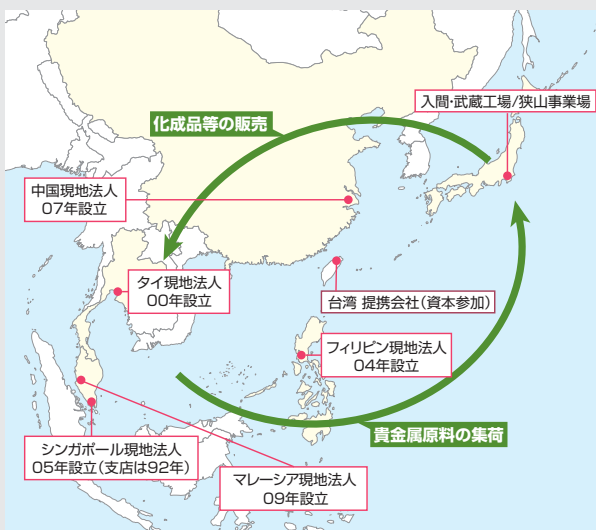 入間・武蔵工場/狭山事業場
化成品等の販売
中国現地法人
07年設立
タイ現地法人
00年設立
台湾 提携会社(資本参加)
フィリピン現地法人
04年設立
貴金属原料の集荷
シンガポール現地法人
05年設立(支店は92年)
マレーシア現地法人
09年設立